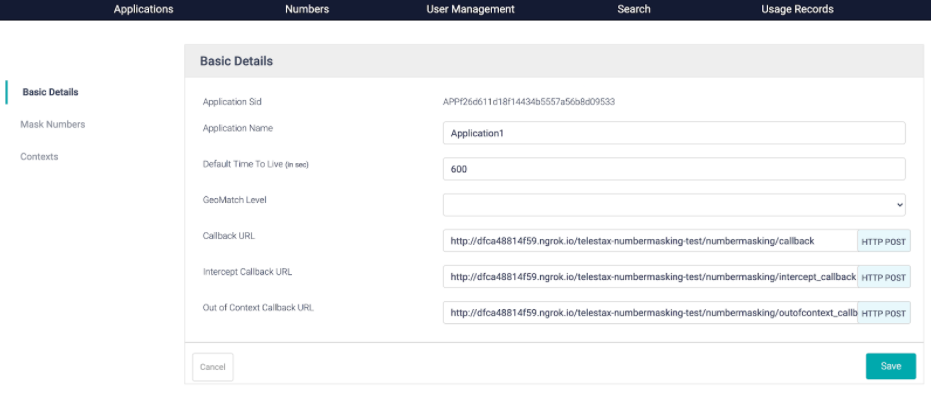 Applications Numbers User Management Search Usage Records
Basic Details
Basic Details
Mask Numbers
Contexts
Application Sid APPf26d611d18f14434b5557a56b8d09533
Application Name Application1
Default Time To Live (In sec) 600
GeoMatch Level
Callback URL http://dfca48814f59.ngrok.io/telestax-numbermasking-test/numbermasking/callback HTTP POST
Intercept Callback URL http://dfca48814f59.ngrok.io/telestax-numbermasking-test/numbermasking/intercept_callback HTTP POST
Out of Context Callback URL http://dfca48814f59.ngrok.io/telestax-numbermasking-test/numbermasking/outofcontext_callb HTTP POST
Cancel Save